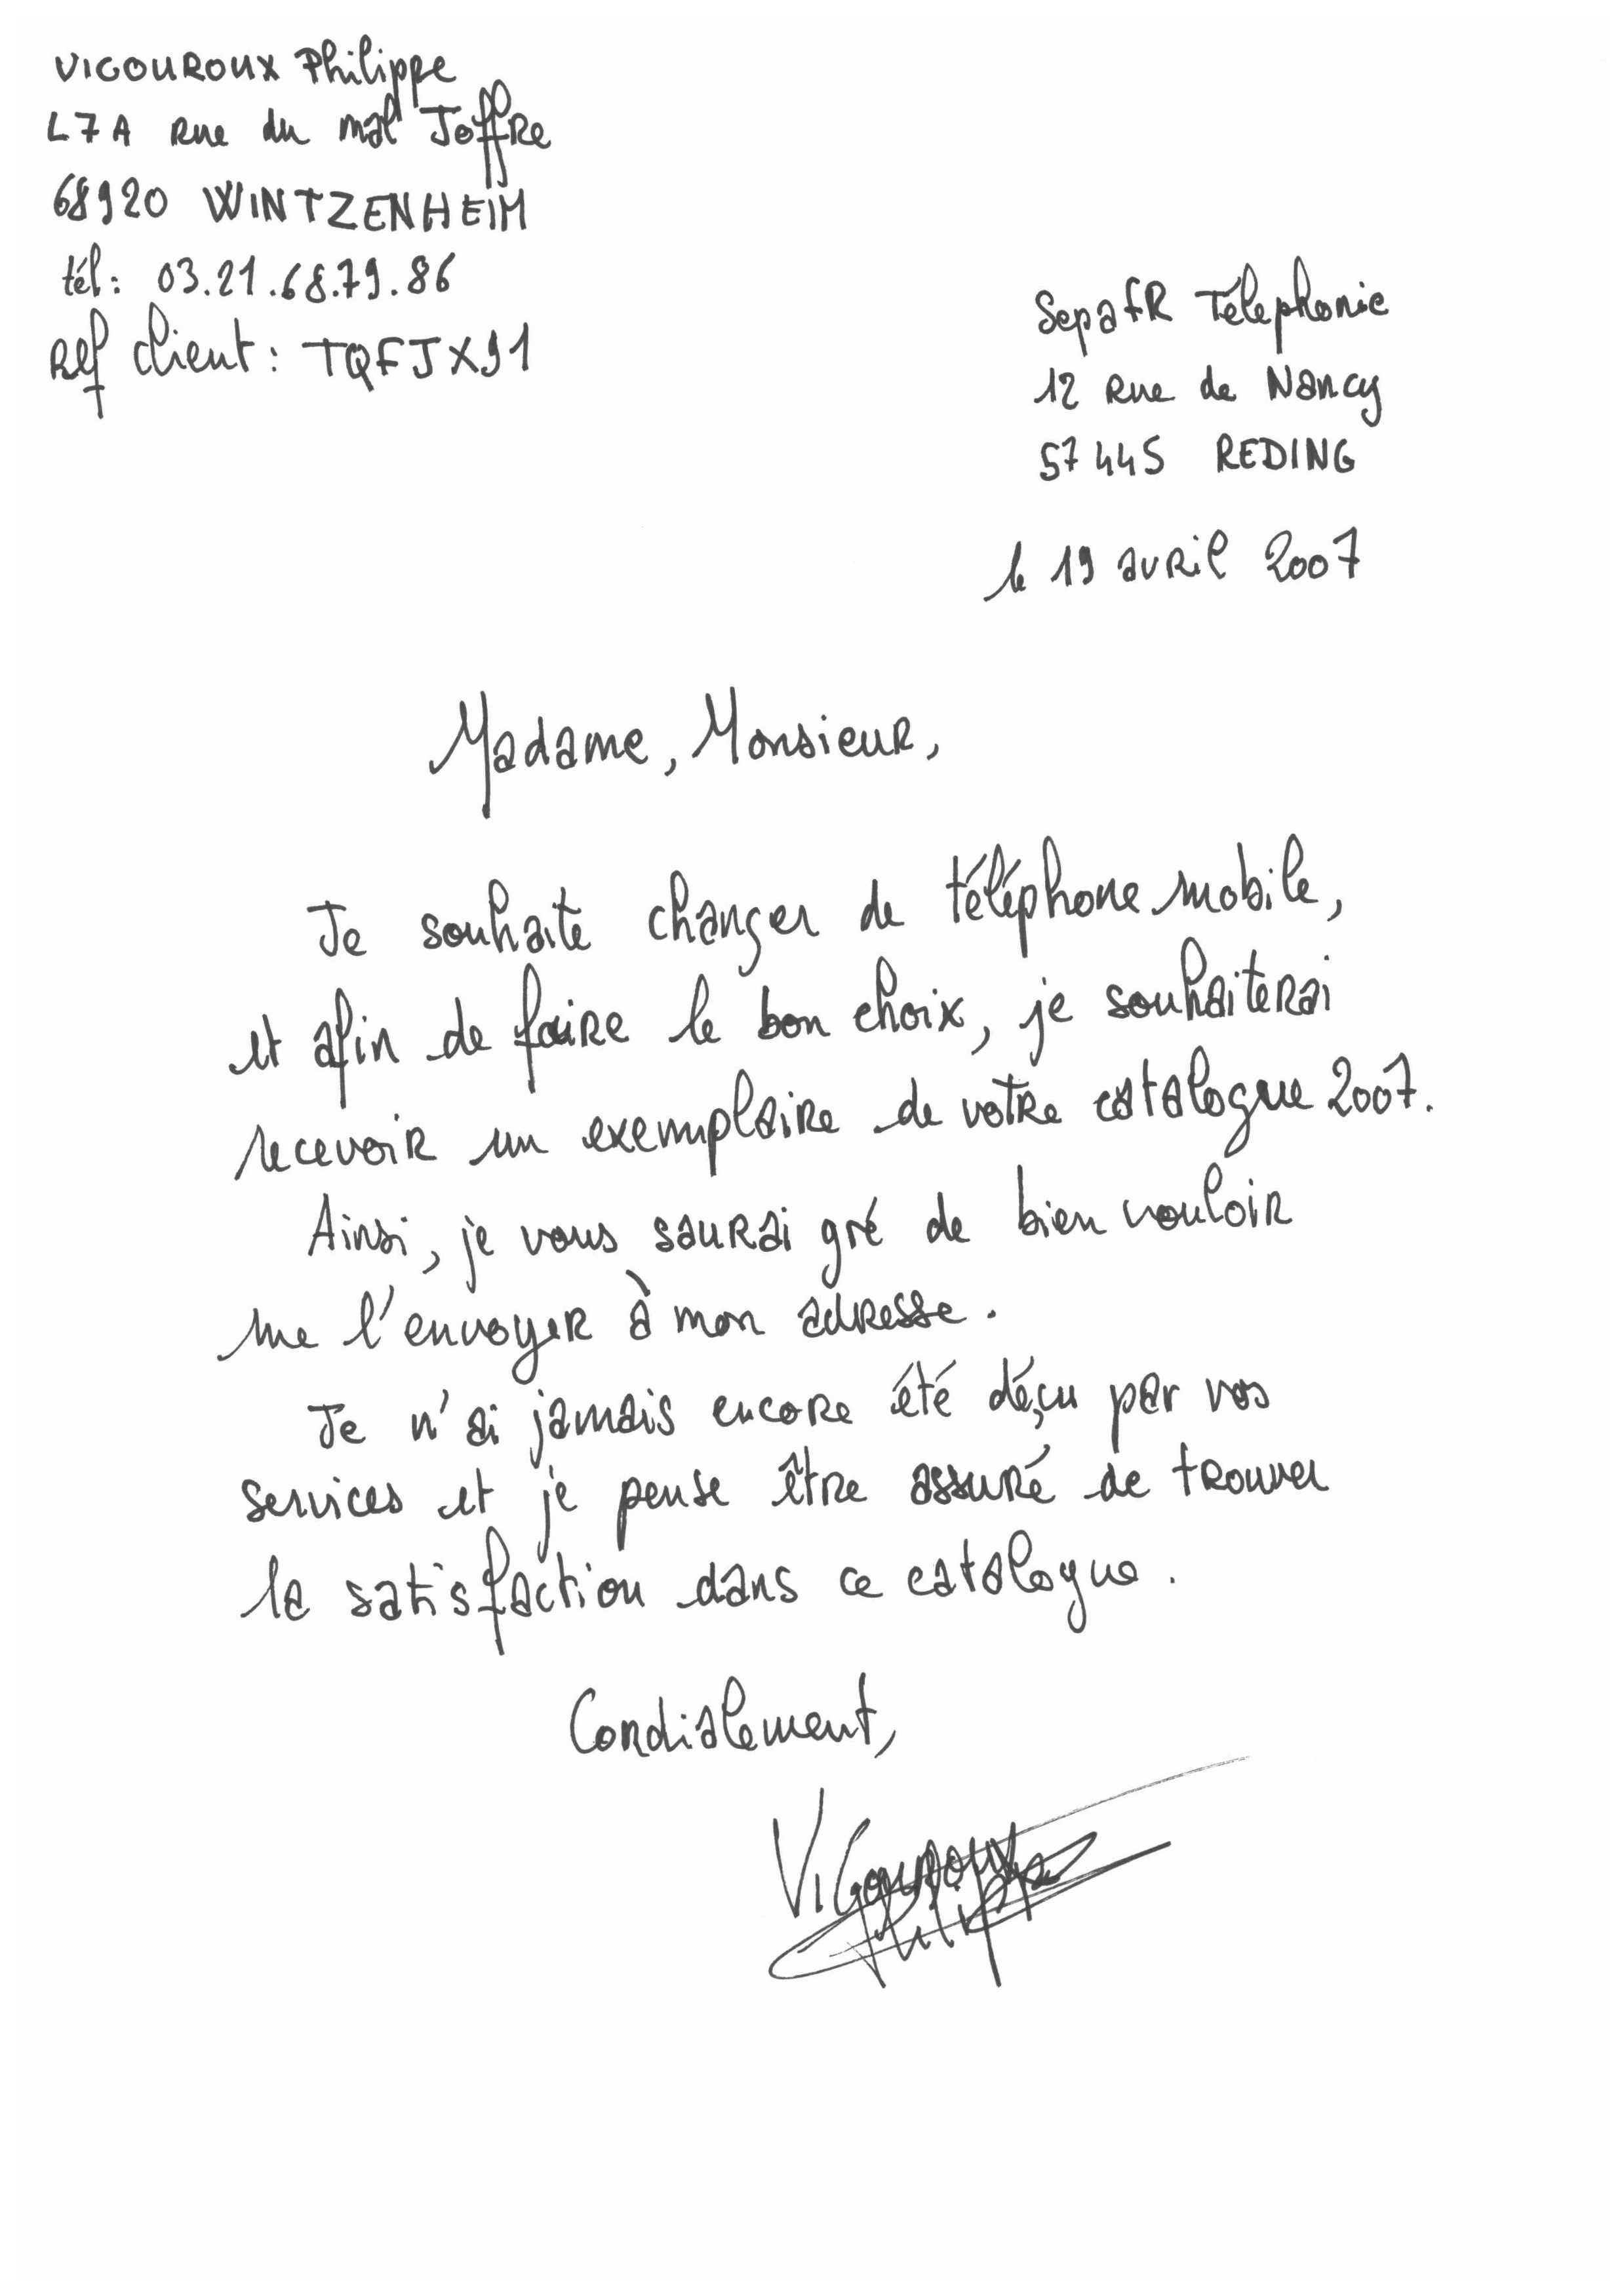 VIGOUROUX Philippe
L7A Rue du mal Joffre
68920 WINTZENHEIM
tél: 03.21.68.79.86
Ref client: TQFJX91
SepafR Téléphonie
12 Rue de Nancy
57445 REDING
le 19 avril 2007
Madame, Monsieur,
Je souhaite changer de téléphone mobile,
et afin de faire le bon choix, je souhaiterai
recevoir un exemplaire de votre catalogue 2007.
Ainsi, je vous saurai gré de bien vouloir
me l'envoyer à mon adresse.
Je n'ai jamais encore été déçu par vos
services et je pense être assuré de trouver
la satisfaction dans ce catalogue.
Cordialement,
Vigouroux
Philippe